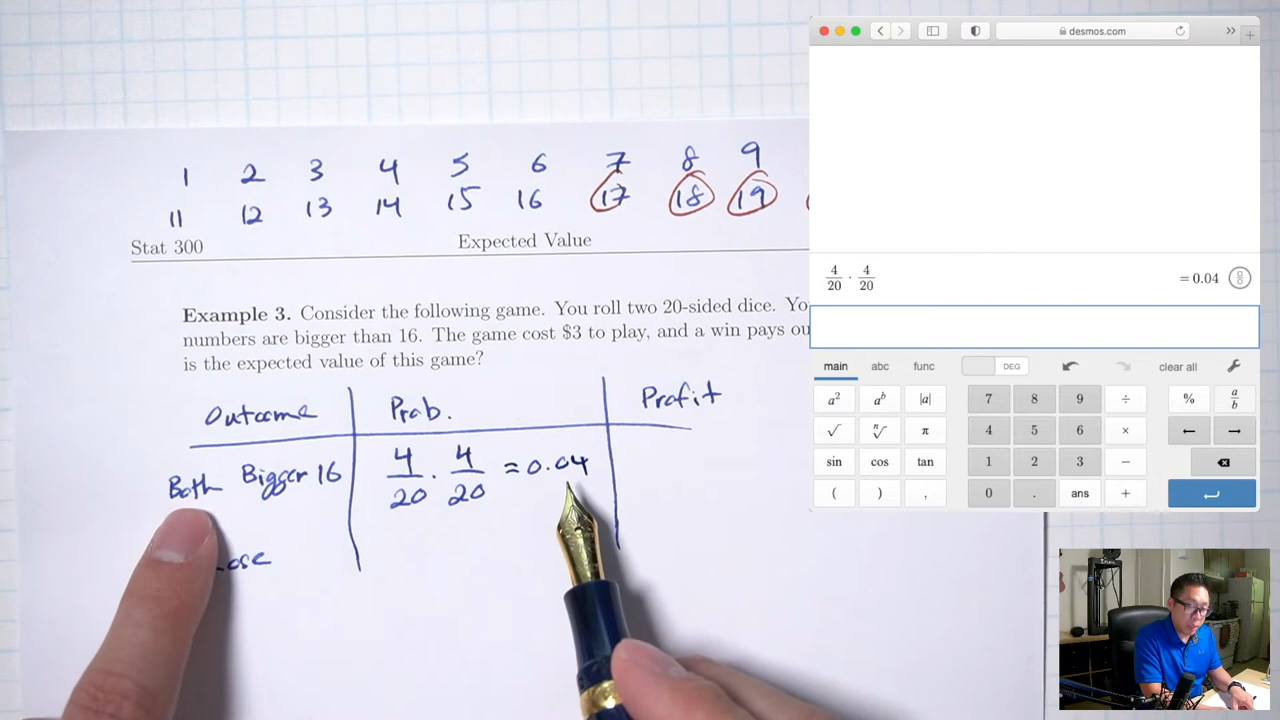 desmos.com
1 2 3 4 5 6 7 8 9
11 12 13 14 15 16 17 18 19
Stat 300 Expected Value
Example 3. Consider the following game. You roll two 20-sided dice. Yo
numbers are bigger than 16. The game cost $3 to play, and a win pays ou
is the expected value of this game?
Outcome Prob. Profit
Both Bigger 16 4/20 · 4/20 = 0.04
ose
4/20 · 4/20 = 0.04
main abc func DEG clear all
a² aᵇ |a| 7 8 9 ÷ % a/b
√ ⁿ√ π 4 5 6 × ← →
sin cos tan 1 2 3 −
( ) , 0 . ans +